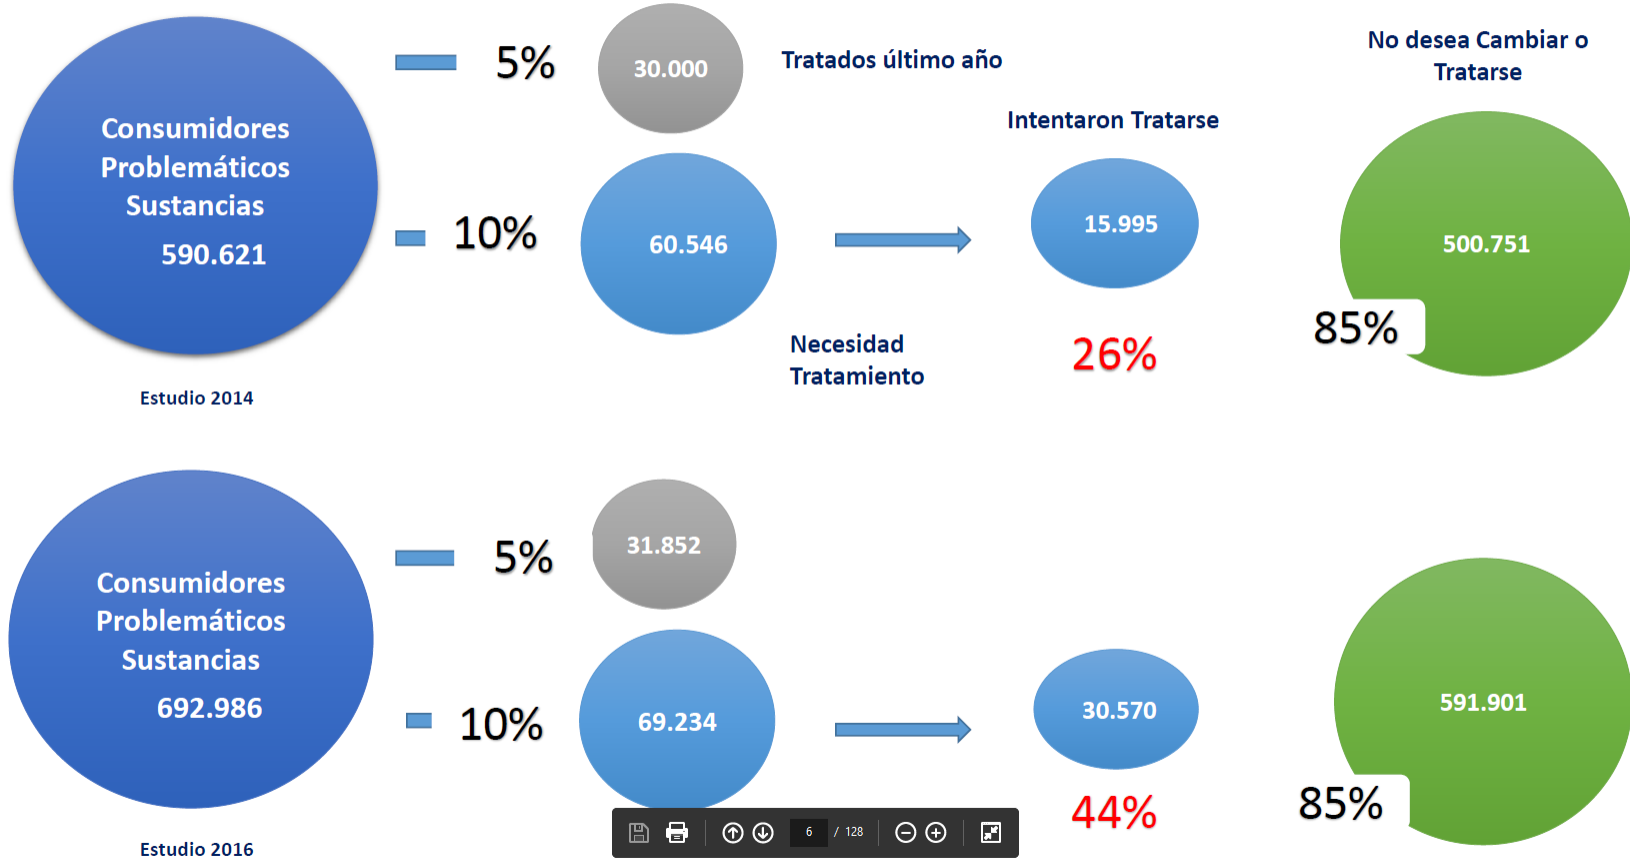 No desea Cambiar o
Tratarse
5%
30.000
Tratados último año
Intentaron Tratarse
Consumidores
Problemáticos
Sustancias
590.621
10%
60.546
15.995
500.751
Necesidad
Tratamiento
26%
85%
Estudio 2014
5%
31.852
Consumidores
Problemáticos
Sustancias
692.986
10%
69.234
30.570
591.901
44%
85%
6 / 128
Estudio 2016